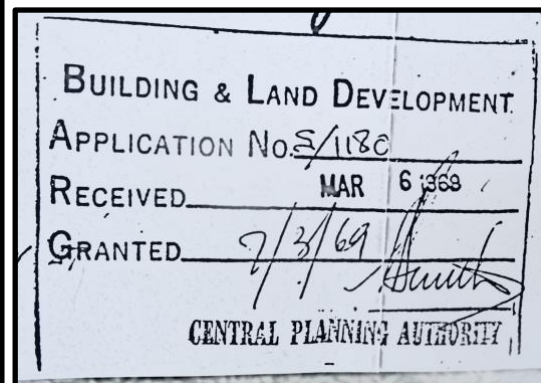 BUILDING & LAND DEVELOPMENT
APPLICATION No. S/1180
RECEIVED MAR 6 1969
GRANTED 7/3/69
CENTRAL PLANNING AUTHORITY